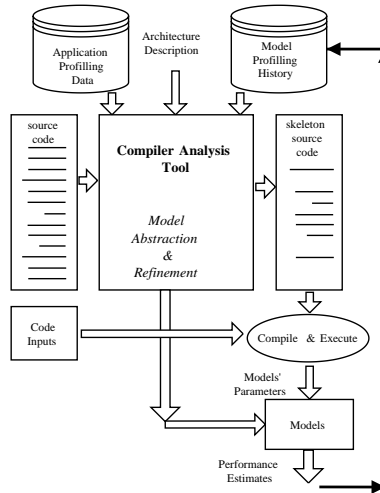 Application
Profilling
Data
Architecture
Description
Model
Profilling
History
source
code
Compiler Analysis
Tool
Model
Abstraction
&
Refinement
skeleton
source
code
Code
Inputs
Compile & Execute
Models'
Parameters
Models
Performance
Estimates